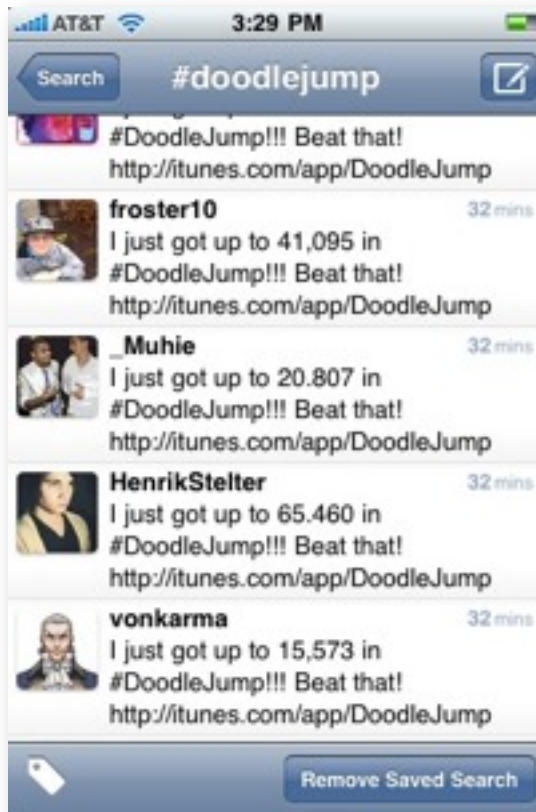 AT&T 3:29 PM
Search #doodlejump
#DoodleJump!!! Beat that!
http://itunes.com/app/DoodleJump
froster10 32 mins
I just got up to 41,095 in
#DoodleJump!!! Beat that!
http://itunes.com/app/DoodleJump
_Muhie 32 mins
I just got up to 20.807 in
#DoodleJump!!! Beat that!
http://itunes.com/app/DoodleJump
HenrikStelter 32 mins
I just got up to 65.460 in
#DoodleJump!!! Beat that!
http://itunes.com/app/DoodleJump
vonkarma 32 mins
I just got up to 15,573 in
#DoodleJump!!! Beat that!
http://itunes.com/app/DoodleJump
Remove Saved Search